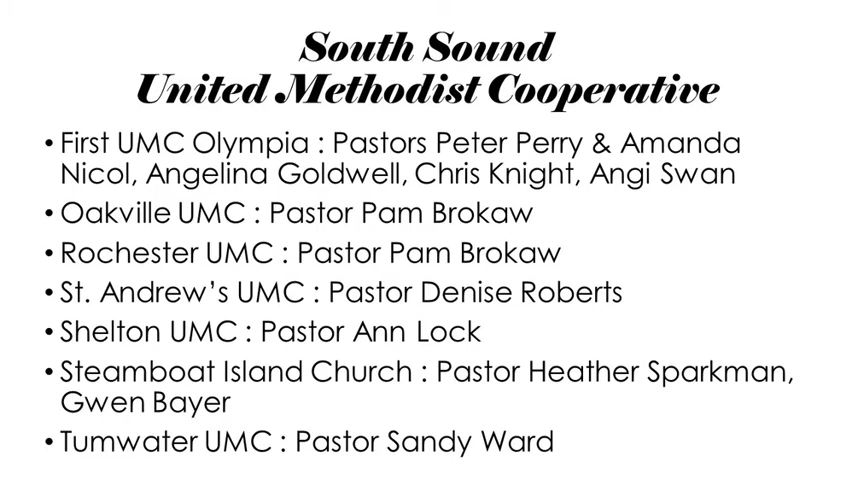 South Sound
United Methodist Cooperative
• First UMC Olympia : Pastors Peter Perry & Amanda
Nicol, Angelina Goldwell, Chris Knight, Angi Swan
• Oakville UMC : Pastor Pam Brokaw
• Rochester UMC : Pastor Pam Brokaw
• St. Andrew’s UMC : Pastor Denise Roberts
• Shelton UMC : Pastor Ann Lock
• Steamboat Island Church : Pastor Heather Sparkman,
Gwen Bayer
• Tumwater UMC : Pastor Sandy Ward